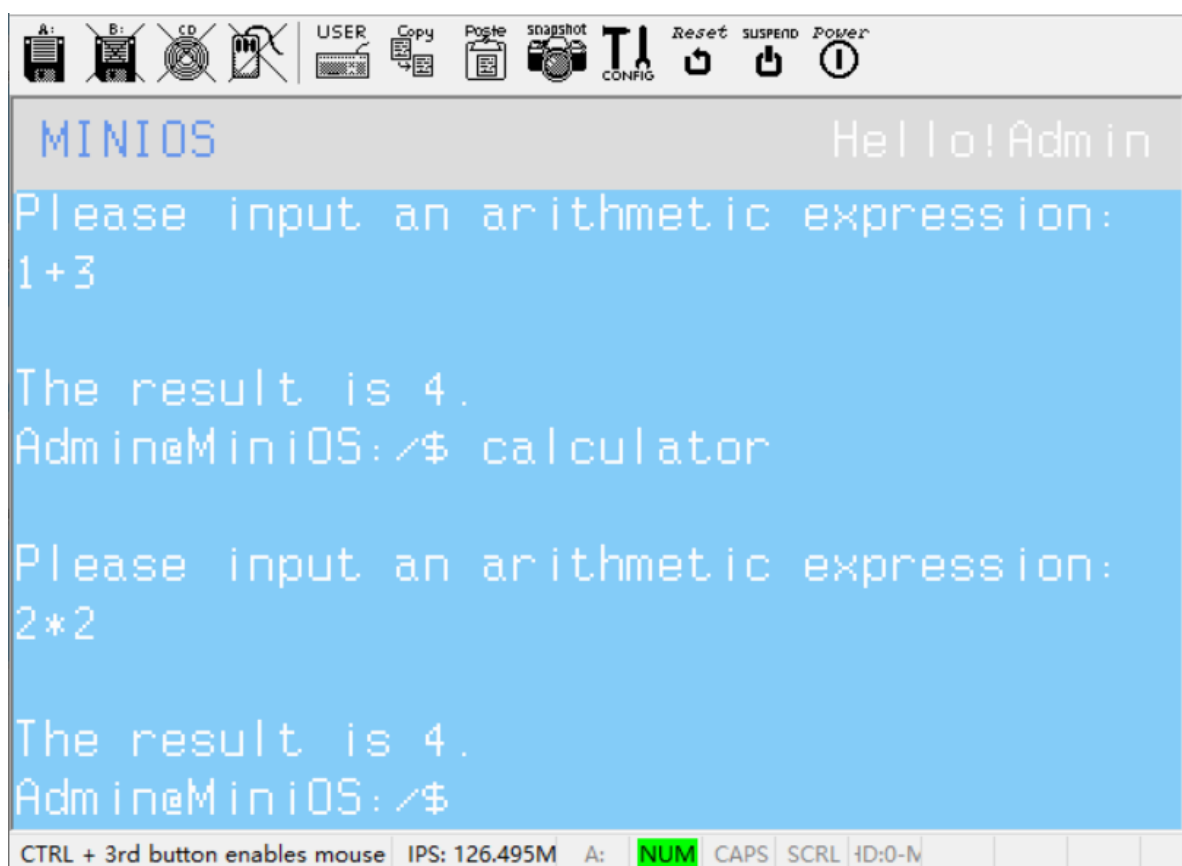 A: B: CD USER Copy Paste snapshot CONFIG Reset SUSPEND Power
MINIOS Hello!Admin
Please input an arithmetic expression:
1+3
The result is 4.
Admin@MiniOS:/$ calculator
Please input an arithmetic expression:
2*2
The result is 4.
Admin@MiniOS:/$
CTRL + 3rd button enables mouse IPS: 126.495M A: NUM CAPS SCRL